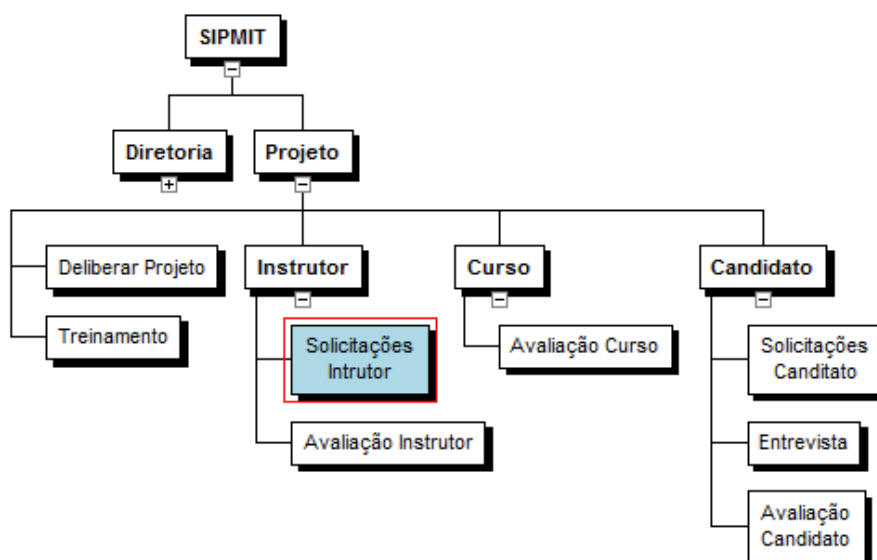 SIPMIT
Diretoria
Projeto
Deliberar Projeto
Treinamento
Instrutor
Solicitações
Intrutor
Avaliação Instrutor
Curso
Avaliação Curso
Candidato
Solicitações
Canditato
Entrevista
Avaliação
Candidato